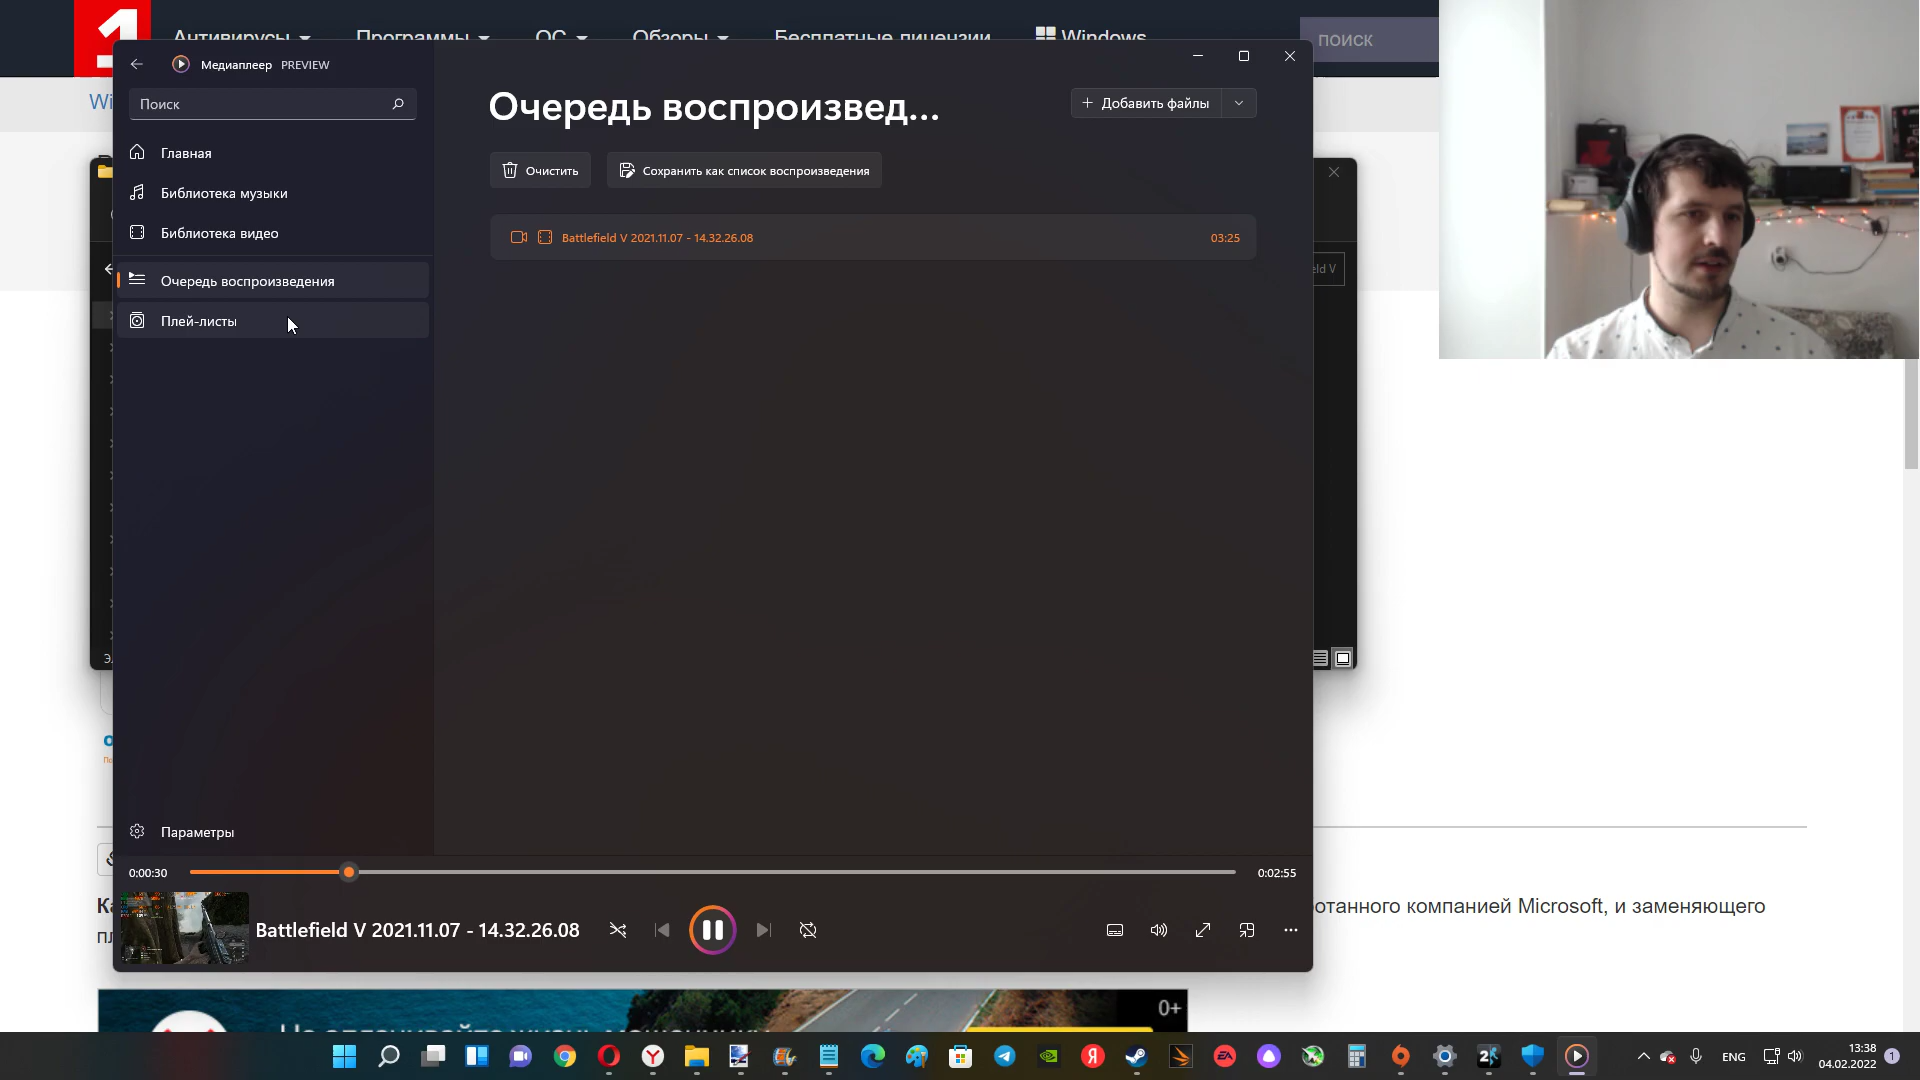 Антивирусы
Программы
ОС
Обзоры
Бесплатные лицензии
Windows
ПОИСК
Wi
Медиаплеер PREVIEW
Поиск
Главная
Библиотека музыки
Библиотека видео
Очередь воспроизведения
Плей-листы
Параметры
Очередь воспроизвед...
Добавить файлы
Очистить
Сохранить как список воспроизведения
Battlefield V 2021.11.07 - 14.32.26.08
03:25
eld V
0:00:30
0:02:55
Battlefield V 2021.11.07 - 14.32.26.08
отанного компанией Microsoft, и заменяющего
0+
ENG
13:38
04.02.2022
1